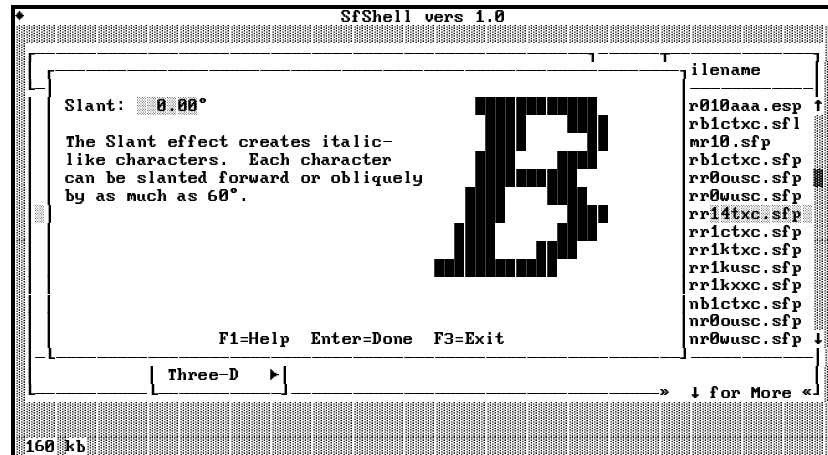 SfShell vers 1.0
ilename
Slant: 0.00°
The Slant effect creates italic-
like characters. Each character
can be slanted forward or obliquely
by as much as 60°.
B
r010aaa.esp ↑
rb1ctxc.sfl
mr10.sfp
rb1ctxc.sfp
rr0ousc.sfp
rr0wusc.sfp
rr14txc.sfp
rr1ctxc.sfp
rr1ktxc.sfp
rr1kusc.sfp
rr1kxxc.sfp
nb1ctxc.sfp
nr0ousc.sfp
nr0wusc.sfp ↓
F1=Help Enter=Done F3=Exit
Three-D ►
» ↓ for More «
160 kb